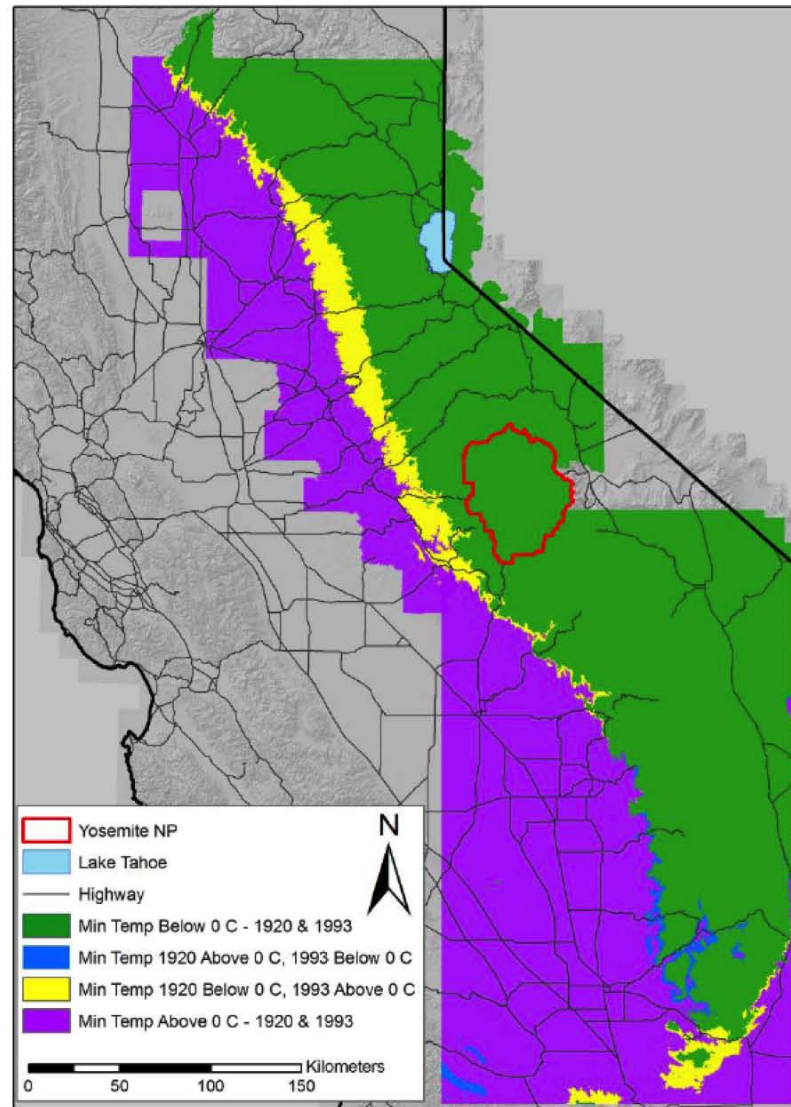 N
Yosemite NP
Lake Tahoe
Highway
Min Temp Below 0 C - 1920 & 1993
Min Temp 1920 Above 0 C, 1993 Below 0 C
Min Temp 1920 Below 0 C, 1993 Above 0 C
Min Temp Above 0 C - 1920 & 1993
Kilometers
0 50 100 150